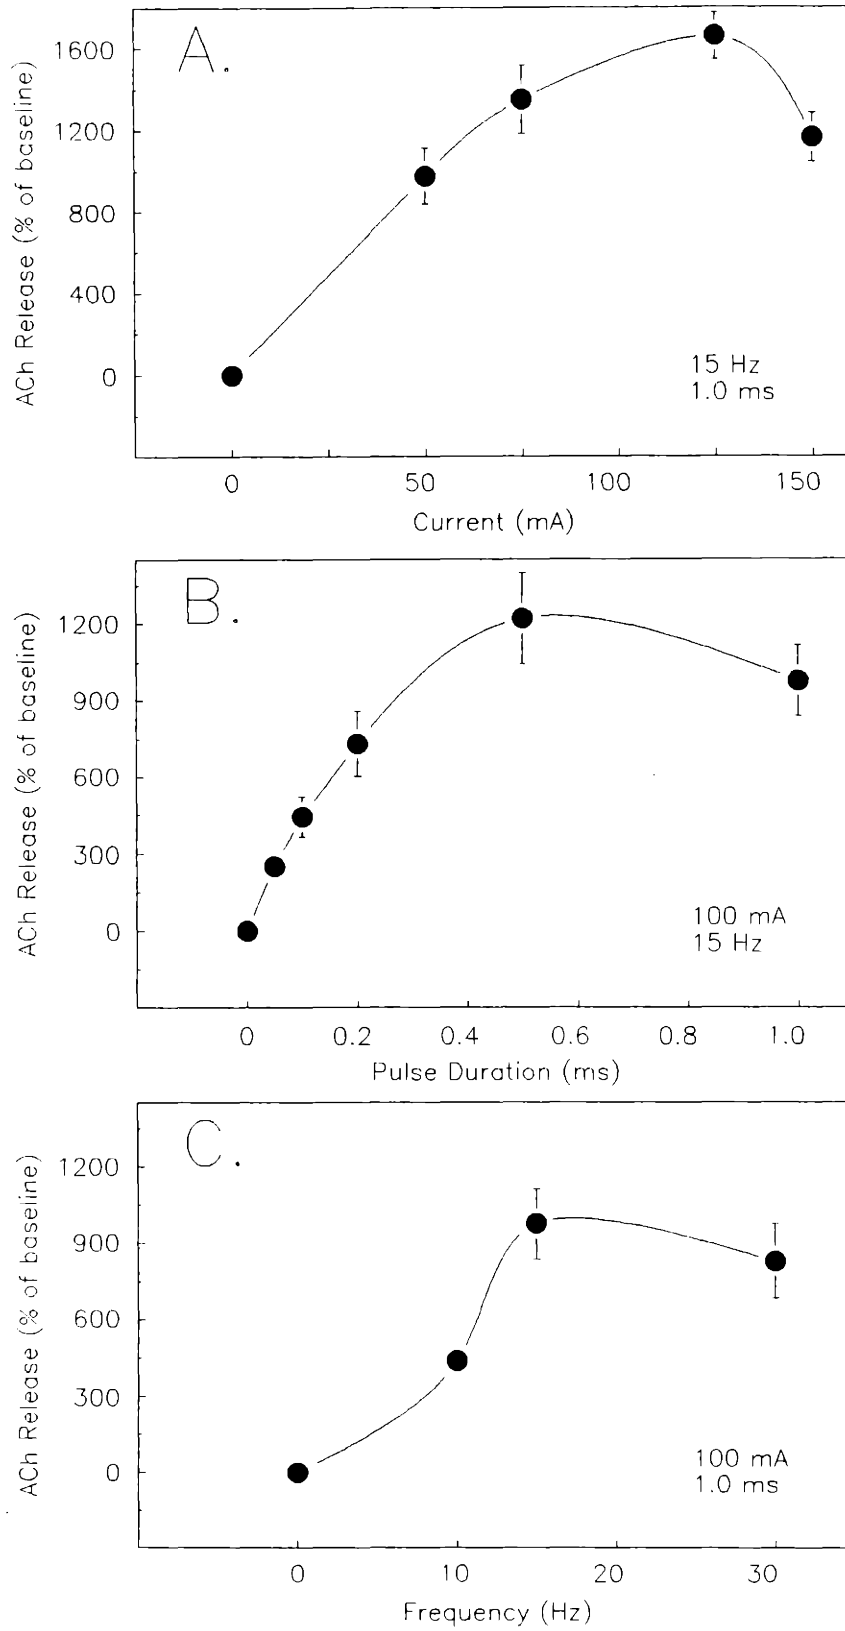 A.
ACh Release (% of baseline)
1600
1200
800
400
0
15 Hz
1.0 ms
0 50 100 150
Current (mA)
B.
ACh Release (% of baseline)
1200
900
600
300
0
100 mA
15 Hz
0 0.2 0.4 0.6 0.8 1.0
Pulse Duration (ms)
C.
ACh Release (% of baseline)
1200
900
600
300
0
100 mA
1.0 ms
0 10 20 30
Frequency (Hz)